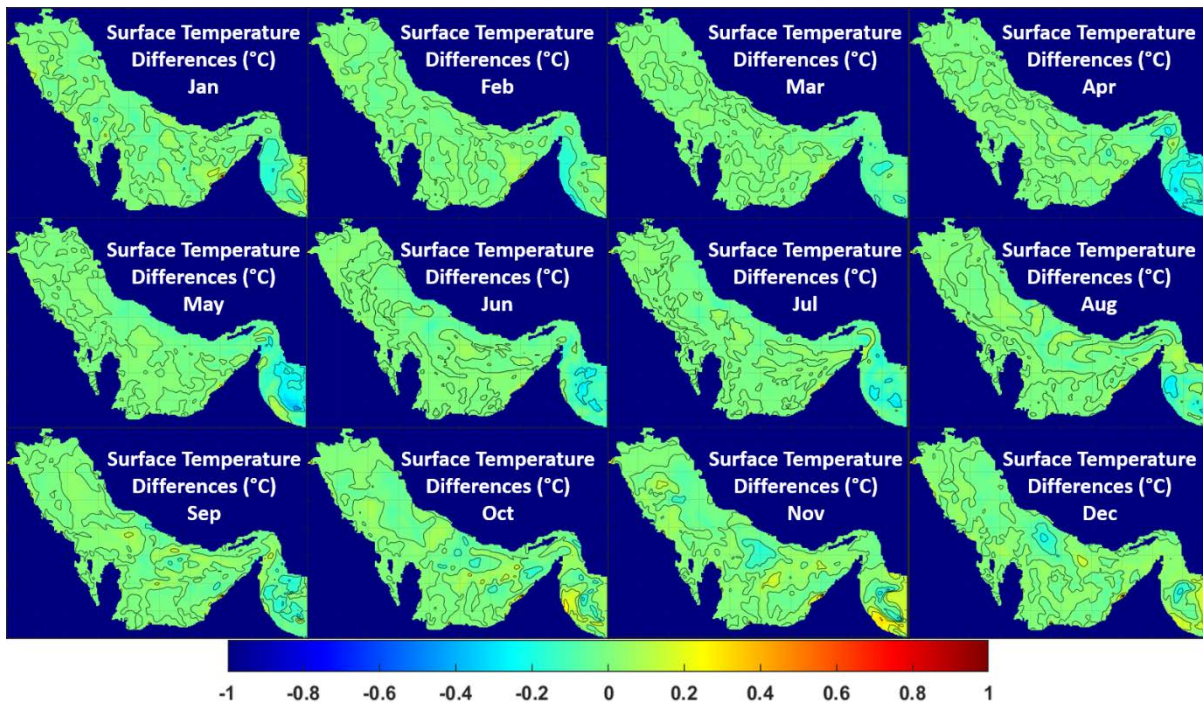 Surface Temperature
Differences (°C)
Jan
Surface Temperature
Differences (°C)
Feb
Surface Temperature
Differences (°C)
Mar
Surface Temperature
Differences (°C)
Apr
Surface Temperature
Differences (°C)
May
Surface Temperature
Differences (°C)
Jun
Surface Temperature
Differences (°C)
Jul
Surface Temperature
Differences (°C)
Aug
Surface Temperature
Differences (°C)
Sep
Surface Temperature
Differences (°C)
Oct
Surface Temperature
Differences (°C)
Nov
Surface Temperature
Differences (°C)
Dec
-1 -0.8 -0.6 -0.4 -0.2 0 0.2 0.4 0.6 0.8 1